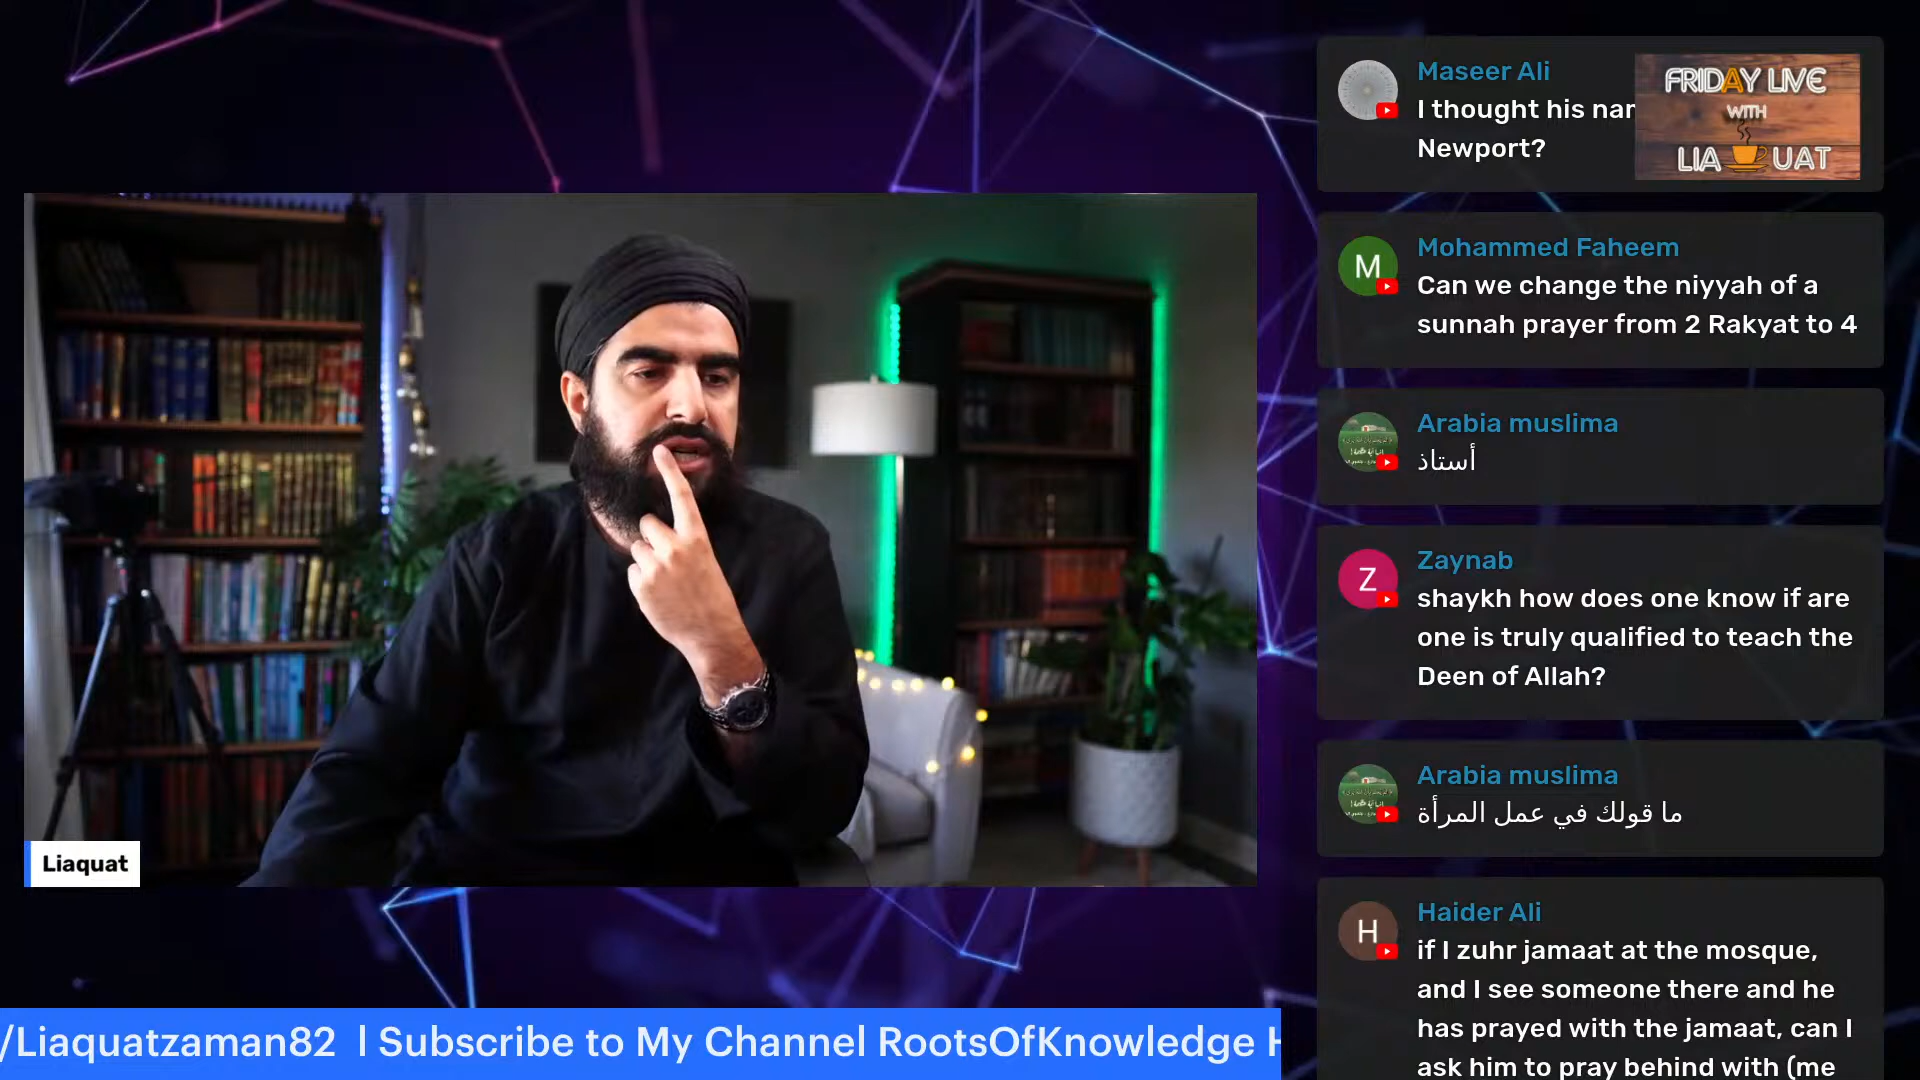 Maseer Ali
I thought his nar
Newport?
FRIDAY LIVE
WITH
LIA UAT
Mohammed Faheem
M
Can we change the niyyah of a
sunnah prayer from 2 Rakyat to 4
Arabia muslima
أستاذ
Zaynab
Z
shaykh how does one know if are
one is truly qualified to teach the
Deen of Allah?
Arabia muslima
ما قولك في عمل المرأة
Haider Ali
H
if I zuhr jamaat at the mosque,
and I see someone there and he
has prayed with the jamaat, can I
ask him to pray behind with (me
Liaquat
/Liaquatzaman82 | Subscribe to My Channel RootsOfKnowledge H